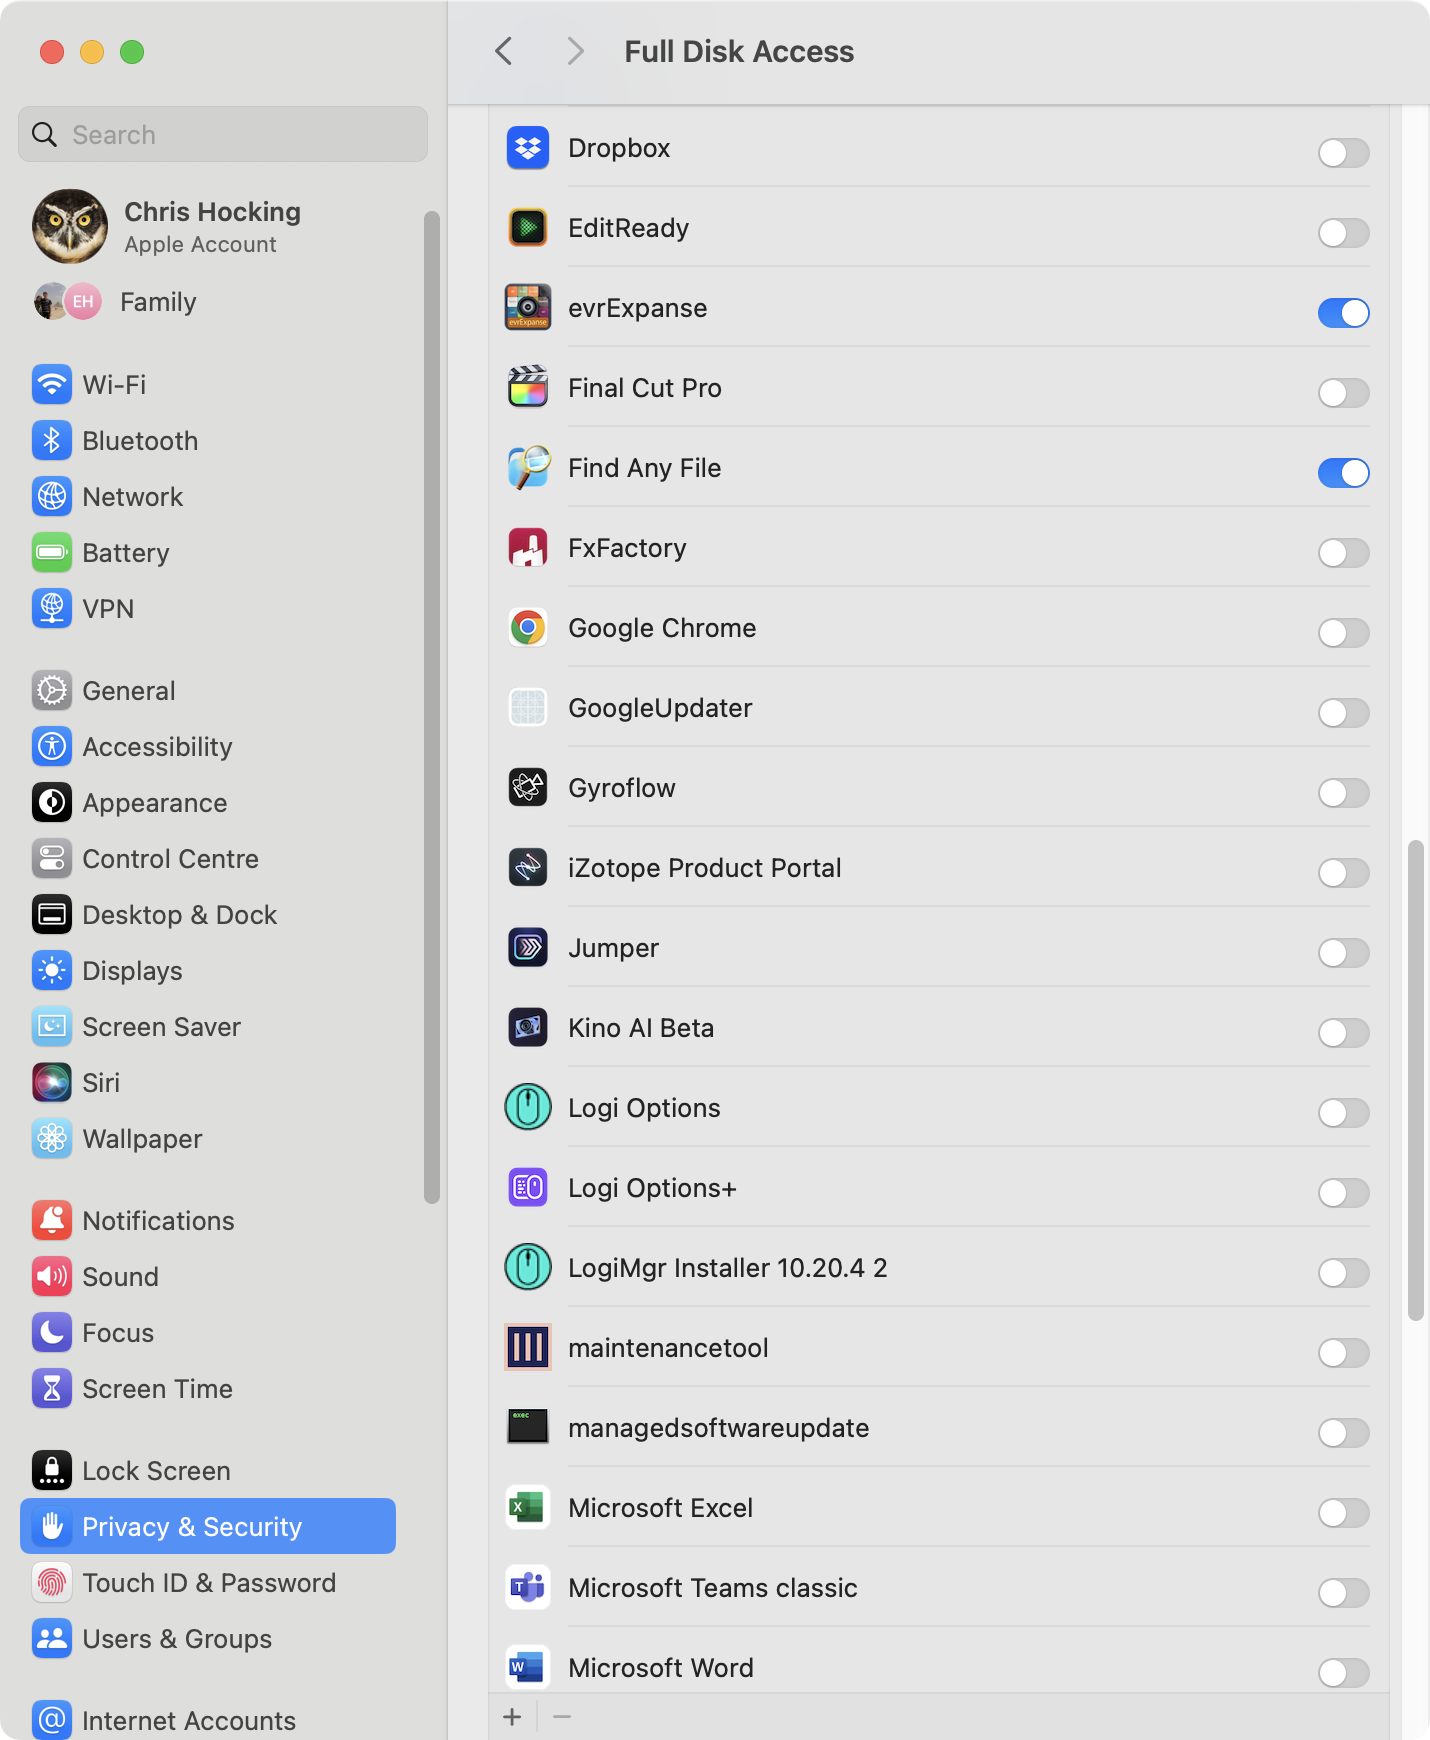 Search
Chris Hocking
Apple Account
EH
Family
Wi-Fi
Bluetooth
Network
Battery
VPN
General
Accessibility
Appearance
Control Centre
Desktop & Dock
Displays
Screen Saver
Siri
Wallpaper
Notifications
Sound
Focus
Screen Time
Lock Screen
Privacy & Security
Touch ID & Password
Users & Groups
Internet Accounts
Full Disk Access
Dropbox
EditReady
evrExpanse
evrExpanse
Final Cut Pro
Find Any File
FxFactory
Google Chrome
GoogleUpdater
Gyroflow
iZotope Product Portal
Jumper
Kino AI Beta
Logi Options
Logi Options+
LogiMgr Installer 10.20.4 2
maintenancetool
exec
managedsoftwareupdate
X
Microsoft Excel
T
Microsoft Teams classic
W
Microsoft Word